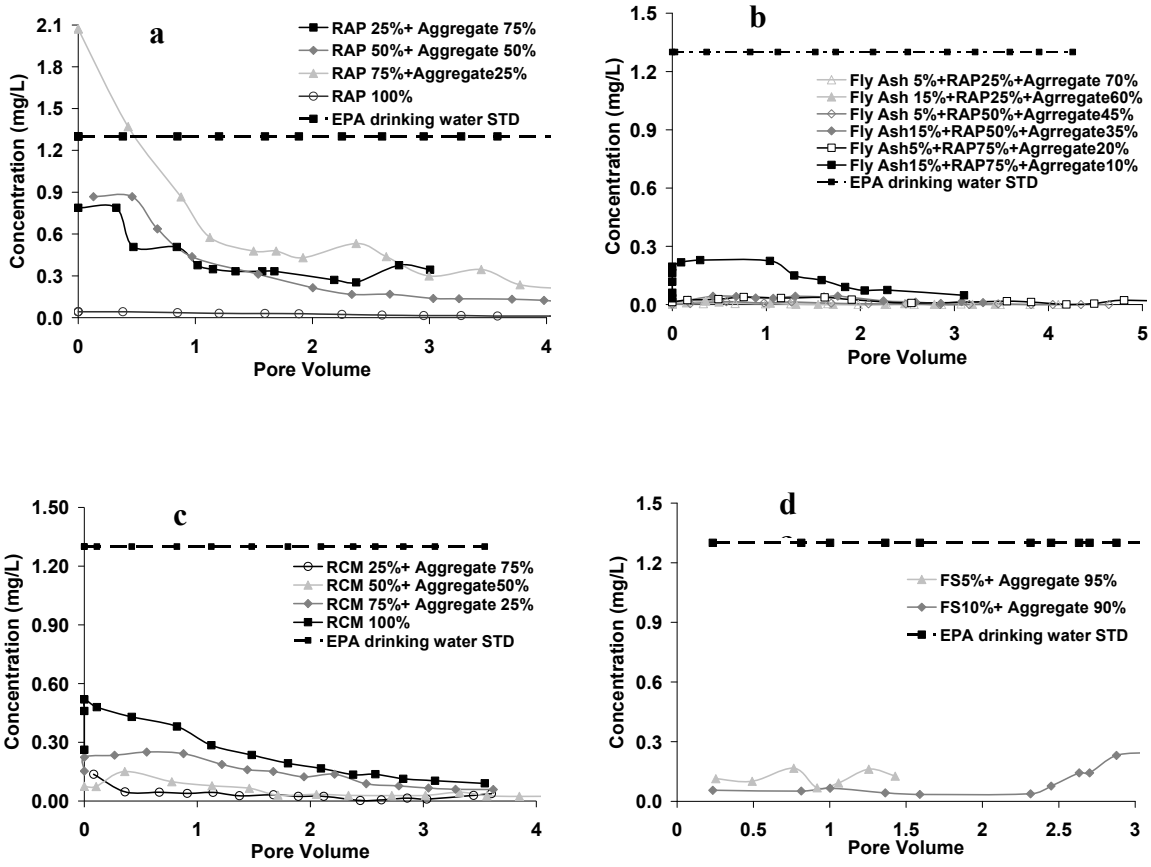 a
2.1
1.8
1.5
1.2
0.9
0.6
0.3
0.0
Concentration (mg/L)
0 1 2 3 4
Pore Volume
RAP 25%+ Aggregate 75%
RAP 50%+ Aggregate 50%
RAP 75%+Aggregate25%
RAP 100%
EPA drinking water STD
b
1.5
1.2
0.9
0.6
0.3
0.0
Concentration (mg/L)
0 1 2 3 4 5
Pore Volume
Fly Ash 5%+RAP25%+Agrregate 70%
Fly Ash 15%+RAP25%+Agrregate60%
Fly Ash 5%+RAP50%+Agrregate45%
Fly Ash15%+RAP50%+Agrregate35%
Fly Ash5%+RAP75%+Agrregate20%
Fly Ash15%+RAP75%+Agrregate10%
EPA drinking water STD
c
1.50
1.20
0.90
0.60
0.30
0.00
Concentration (mg/L)
0 1 2 3 4
Pore Volume
RCM 25%+ Aggregate 75%
RCM 50%+ Aggregate50%
RCM 75%+ Aggregate 25%
RCM 100%
EPA drinking water STD
d
1.5
1.2
0.9
0.6
0.3
0.0
Concentration (mg/L)
0 0.5 1 1.5 2 2.5 3
Pore Volume
FS5%+ Aggregate 95%
FS10%+ Aggregate 90%
EPA drinking water STD